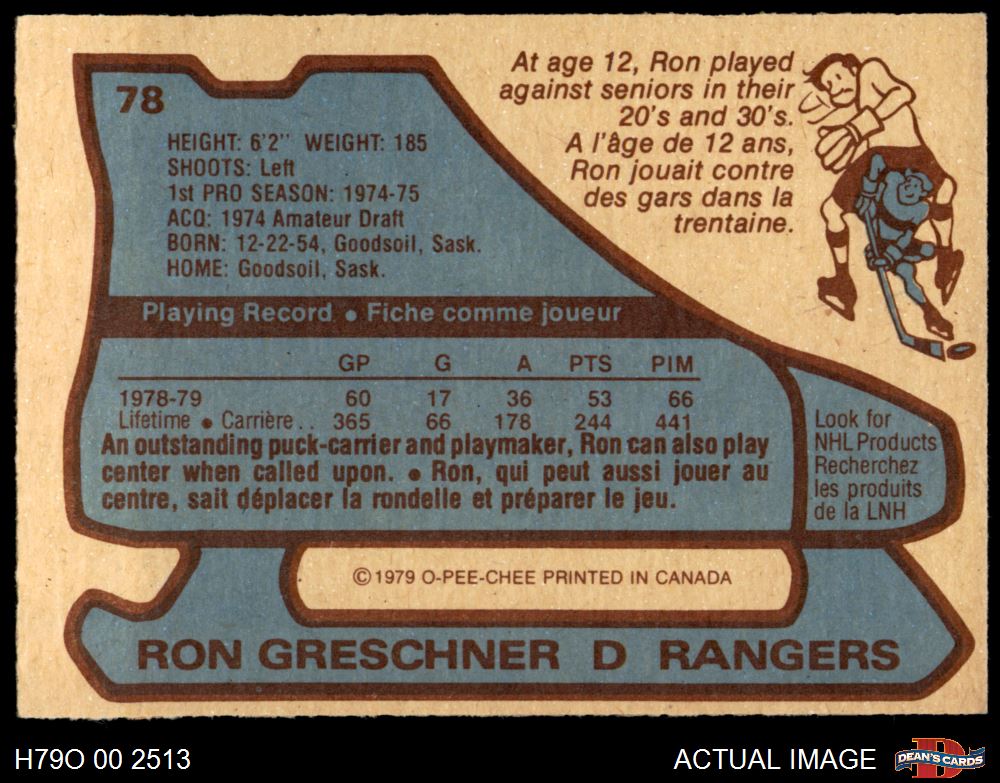 78
HEIGHT: 6'2" WEIGHT: 185
SHOOTS: Left
1st PRO SEASON: 1974-75
ACQ: 1974 Amateur Draft
BORN: 12-22-54, Goodsoil, Sask.
HOME: Goodsoil, Sask.
At age 12, Ron played
against seniors in their
20's and 30's.
A l'âge de 12 ans,
Ron jouait contre
des gars dans la
trentaine.
Playing Record • Fiche comme joueur
GP G A PTS PIM
1978-79 60 17 36 53 66
Lifetime • Carrière.. 365 66 178 244 441
An outstanding puck-carrier and playmaker, Ron can also play
center when called upon. • Ron, qui peut aussi jouer au
centre, sait déplacer la rondelle et préparer le jeu.
Look for
NHL Products
Recherchez
les produits
de la LNH
© 1979 O-PEE-CHEE PRINTED IN CANADA
RON GRESCHNER D RANGERS
H79O 00 2513
ACTUAL IMAGE
D
DEAN'S CARDS